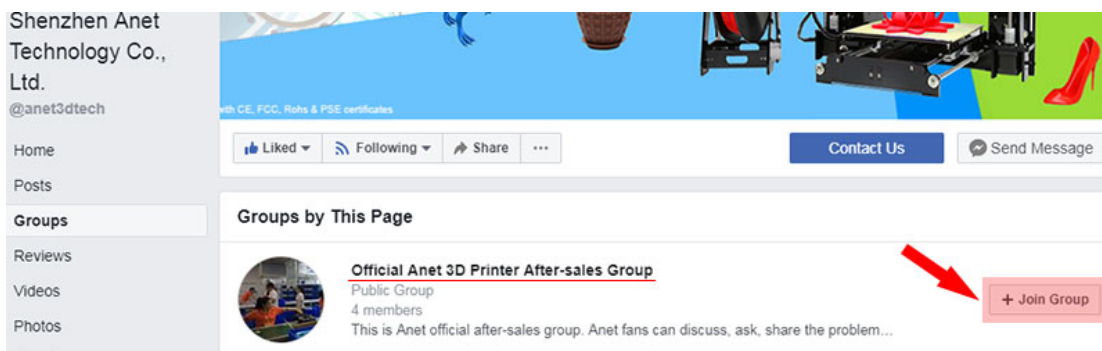 Shenzhen Anet
Technology Co.,
Ltd.
@anet3dtech
Home
Posts
Groups
Reviews
Videos
Photos
with CE, FCC, Rohs & PSE certificates
Liked
Following
Share
...
Contact Us
Send Message
Groups by This Page
Official Anet 3D Printer After-sales Group
Public Group
4 members
This is Anet official after-sales group. Anet fans can discuss, ask, share the problem...
+ Join Group